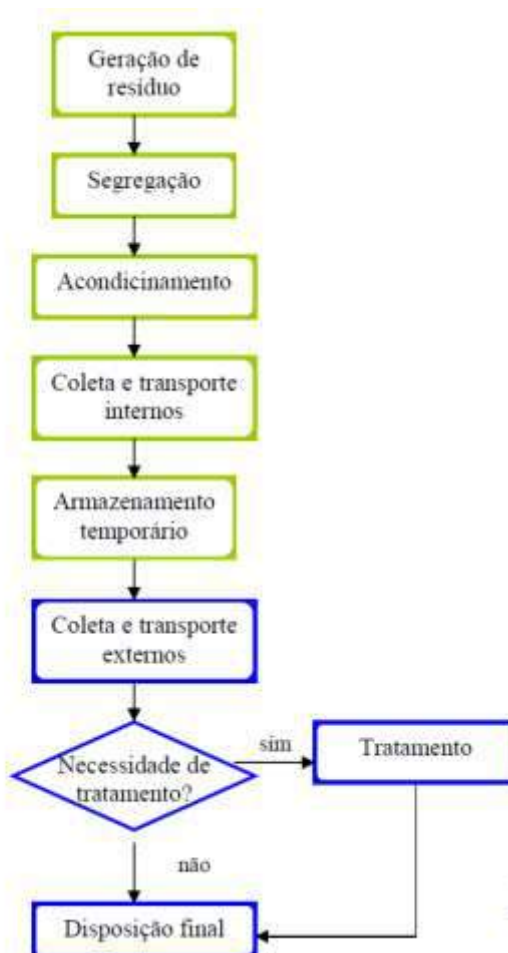 Geração de
resíduo
Segregação
Acondicinamento
Coleta e transporte
internos
Armazenamento
temporário
Coleta e transporte
externos
Necessidade de
tratamento?
sim
Tratamento
não
Disposição final